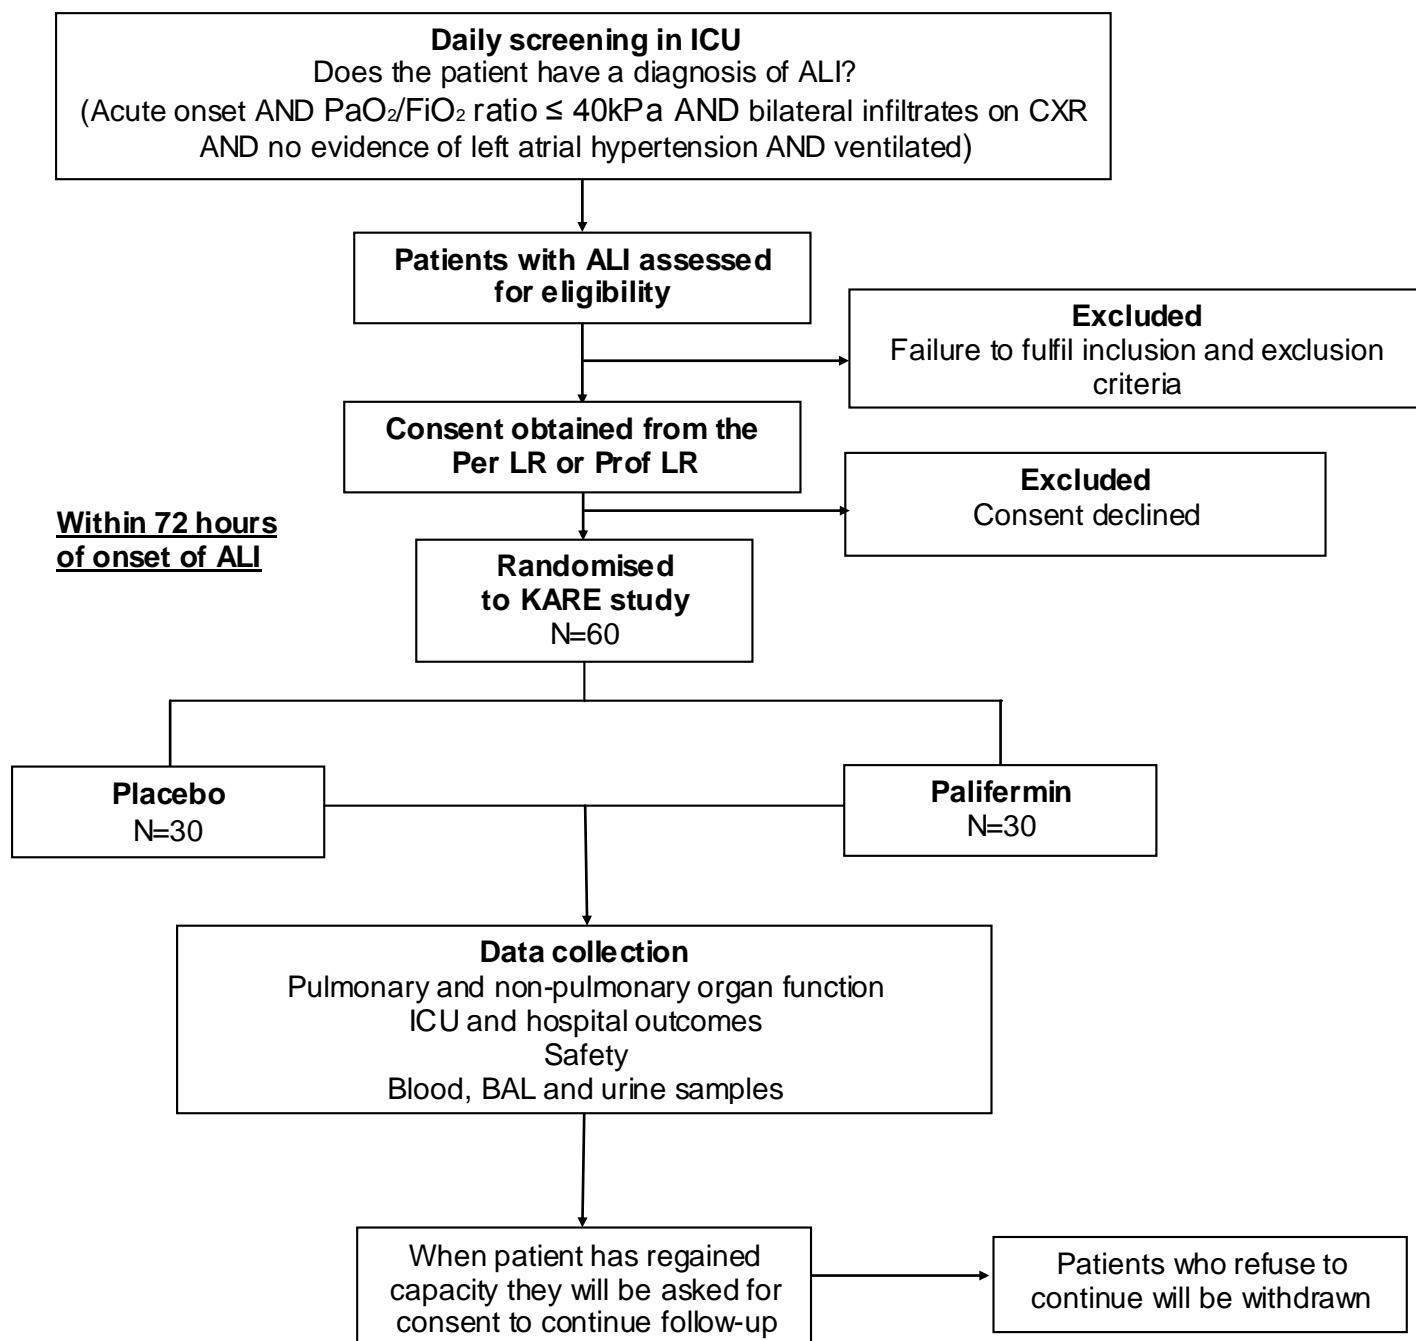 Daily screening in ICU
Does the patient have a diagnosis of ALI?
(Acute onset AND PaO₂/FiO₂ ratio ≤ 40kPa AND bilateral infiltrates on CXR
AND no evidence of left atrial hypertension AND ventilated)
Patients with ALI assessed
for eligibility
Excluded
Failure to fulfil inclusion and exclusion
criteria
Consent obtained from the
Per LR or Prof LR
Excluded
Consent declined
Within 72 hours
of onset of ALI
Randomised
to KARE study
N=60
Placebo
N=30
Palifermin
N=30
Data collection
Pulmonary and non-pulmonary organ function
ICU and hospital outcomes
Safety
Blood, BAL and urine samples
When patient has regained
capacity they will be asked for
consent to continue follow-up
Patients who refuse to
continue will be withdrawn